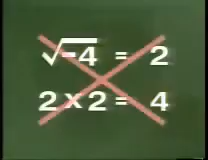 √-4 = 2
2 x 2 = 4